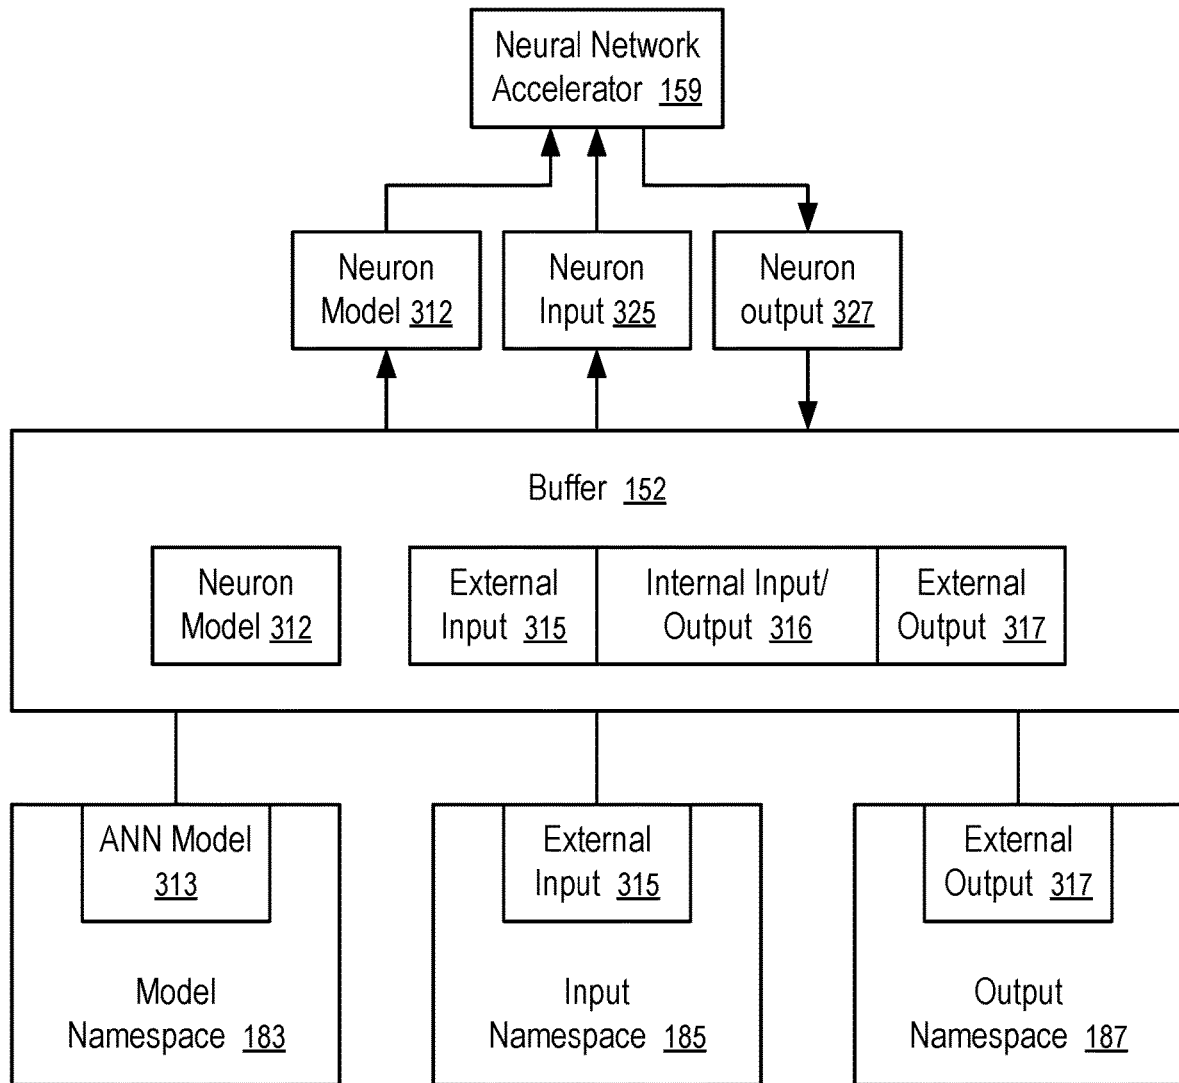 Neural Network
Accelerator 159
Neuron
Model 312
Neuron
Input 325
Neuron
output 327
Buffer 152
Neuron
Model 312
External
Input 315
Internal Input/
Output 316
External
Output 317
ANN Model
313
External
Input 315
External
Output 317
Model
Namespace 183
Input
Namespace 185
Output
Namespace 187